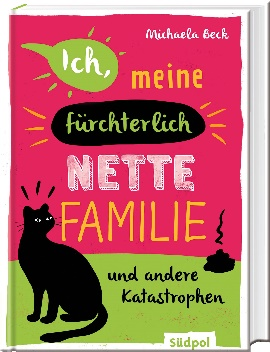 Michaela Beck
Ich,
meine
fürchterlich
NETTE
FAMILIE
und andere
Katastrophen
Südpol